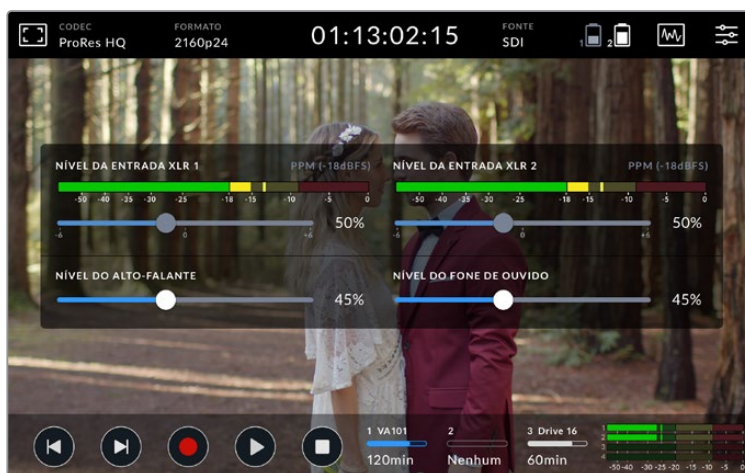 CODEC
ProRes HQ
FORMATO
2160p24
01:13:02:15
FONTE
SDI
1
2
NÍVEL DA ENTRADA XLR 1
PPM (-18dBFS)
-50 -40 -35 -30 -25 -18 -15 -10 -5 0
50%
-6 0 +6
NÍVEL DA ENTRADA XLR 2
PPM (-18dBFS)
-50 -40 -35 -30 -25 -18 -15 -10 -5 0
50%
-6 0 +6
NÍVEL DO ALTO-FALANTE
45%
NÍVEL DO FONE DE OUVIDO
45%
1 VA101
120min
2
Nenhum
3 Drive 16
60min
1
2
-50 -40 -30 -25 -20 -15 -10 -5